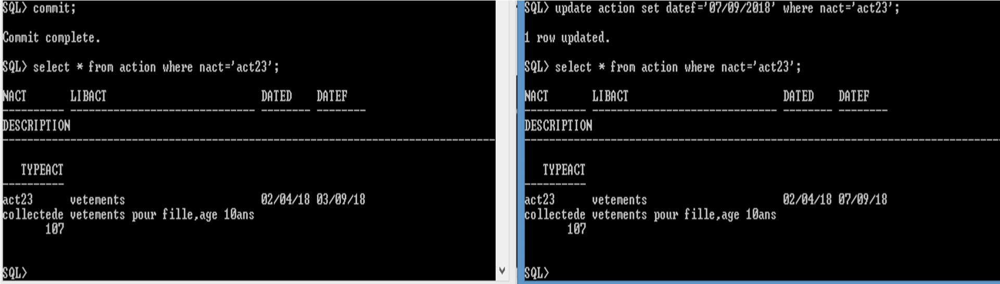 SQL> commit;
Commit complete.
SQL> select * from action where nact='act23';
NACT       LIBACT                         DATED    DATEF
---------- ------------------------------ -------- --------
DESCRIPTION
--------------------------------------------------------------------------------
   TYPEACT
----------
act23      vetements                      02/04/18 03/09/18
collectede vetements pour fille,age 10ans
       107
SQL>
SQL> update action set datef='07/09/2018' where nact='act23';
1 row updated.
SQL> select * from action where nact='act23';
NACT       LIBACT                         DATED    DATEF
---------- ------------------------------ -------- --------
DESCRIPTION
--------------------------------------------------------------------------------
   TYPEACT
----------
act23      vetements                      02/04/18 07/09/18
collectede vetements pour fille,age 10ans
       107
SQL>